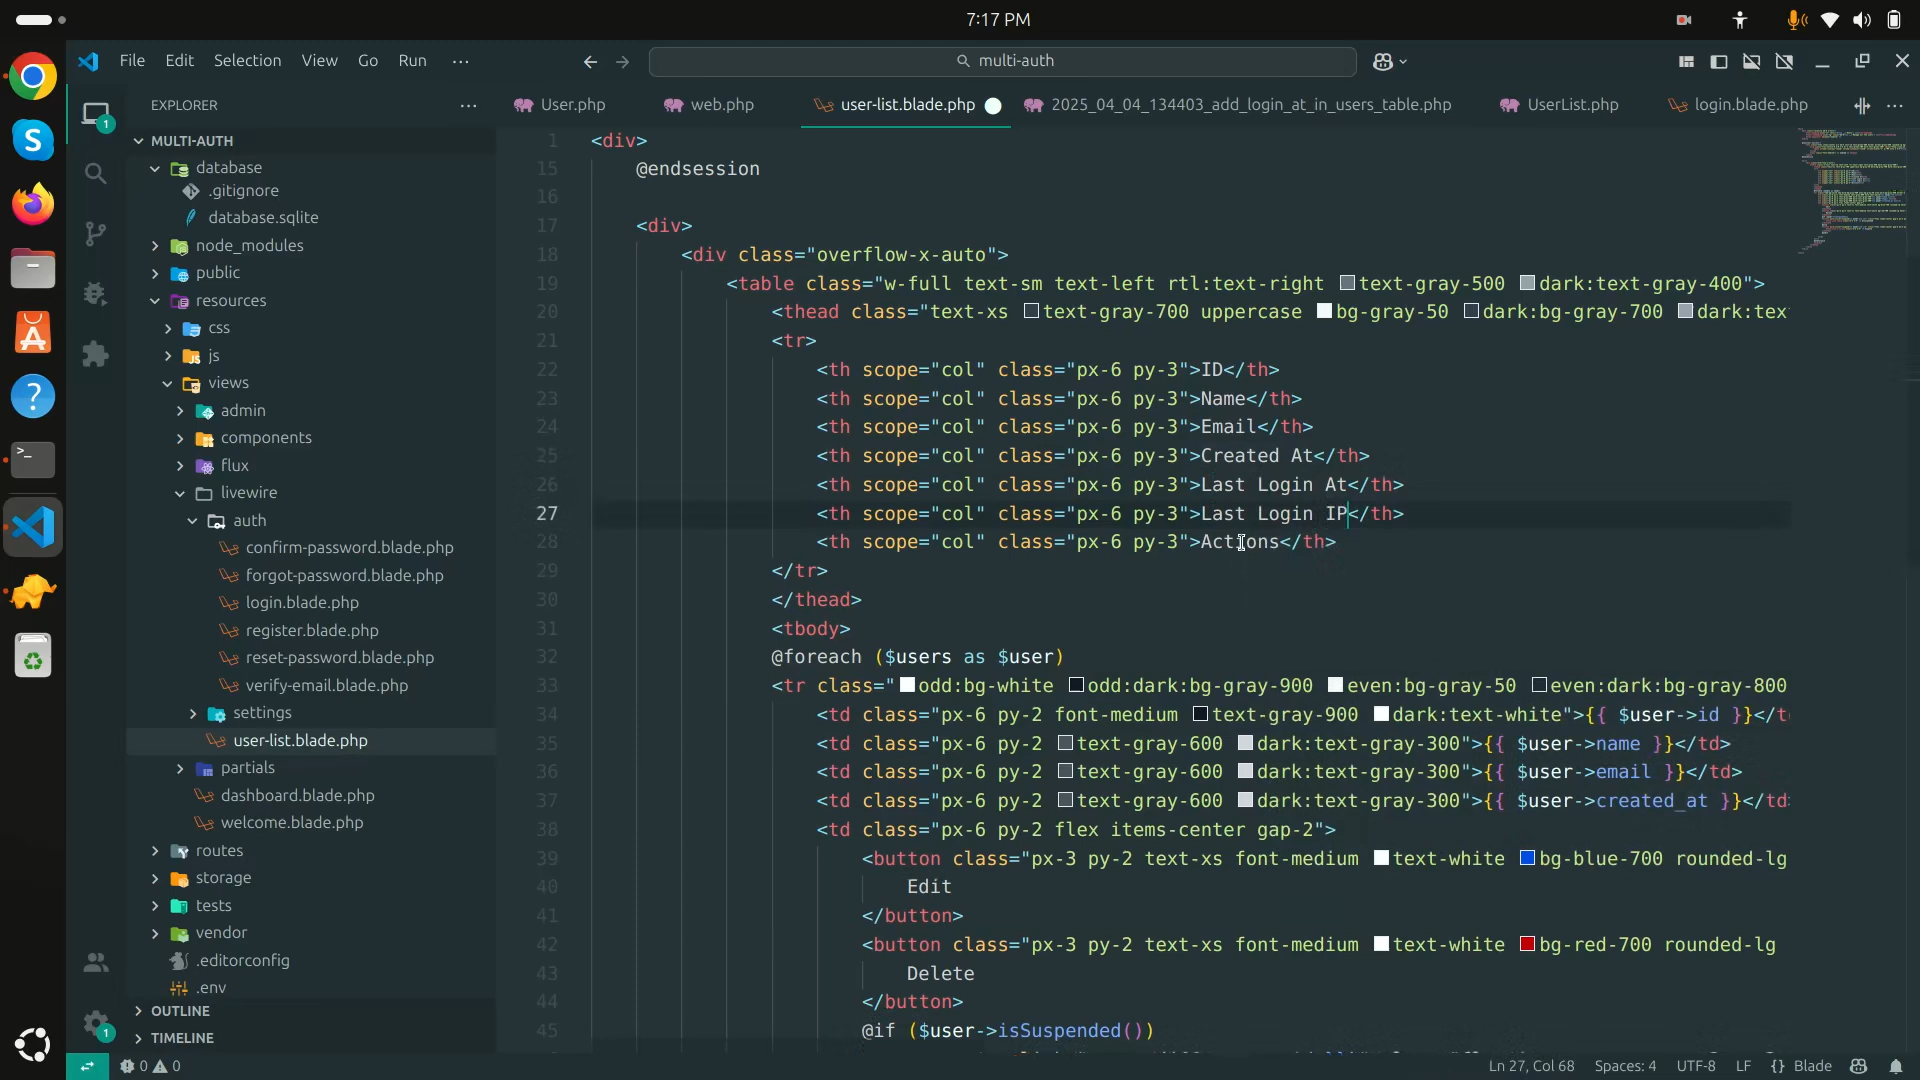 7:17 PM
File Edit Selection View Go Run ···
multi-auth
EXPLORER ···
User.php
web.php
user-list.blade.php
2025_04_04_134403_add_login_at_in_users_table.php
UserList.php
login.blade.php
···
MULTI-AUTH
database
.gitignore
database.sqlite
node_modules
public
resources
css
JS js
views
admin
components
flux
livewire
auth
confirm-password.blade.php
forgot-password.blade.php
login.blade.php
register.blade.php
reset-password.blade.php
verify-email.blade.php
settings
user-list.blade.php
partials
dashboard.blade.php
welcome.blade.php
routes
storage
tests
vendor
.editorconfig
.env
OUTLINE
TIMELINE
1
1
1 <div>
15 @endsession
16
17 <div>
18 <div class="overflow-x-auto">
19 <table class="w-full text-sm text-left rtl:text-right text-gray-500 dark:text-gray-400">
20 <thead class="text-xs text-gray-700 uppercase bg-gray-50 dark:bg-gray-700 dark:tex
21 <tr>
22 <th scope="col" class="px-6 py-3">ID</th>
23 <th scope="col" class="px-6 py-3">Name</th>
24 <th scope="col" class="px-6 py-3">Email</th>
25 <th scope="col" class="px-6 py-3">Created At</th>
26 <th scope="col" class="px-6 py-3">Last Login At</th>
27 <th scope="col" class="px-6 py-3">Last Login IP</th>
28 <th scope="col" class="px-6 py-3">Actions</th>
29 </tr>
30 </thead>
31 <tbody>
32 @foreach ($users as $user)
33 <tr class="odd:bg-white odd:dark:bg-gray-900 even:bg-gray-50 even:dark:bg-gray-800
34 <td class="px-6 py-2 font-medium text-gray-900 dark:text-white">{{ $user->id }}</t
35 <td class="px-6 py-2 text-gray-600 dark:text-gray-300">{{ $user->name }}</td>
36 <td class="px-6 py-2 text-gray-600 dark:text-gray-300">{{ $user->email }}</td>
37 <td class="px-6 py-2 text-gray-600 dark:text-gray-300">{{ $user->created_at }}</td
38 <td class="px-6 py-2 flex items-center gap-2">
39 <button class="px-3 py-2 text-xs font-medium text-white bg-blue-700 rounded-lg
40 Edit
41 </button>
42 <button class="px-3 py-2 text-xs font-medium text-white bg-red-700 rounded-lg
43 Delete
44 </button>
45 @if ($user->isSuspended())
0 0
Ln 27, Col 68 Spaces: 4 UTF-8 LF {} Blade